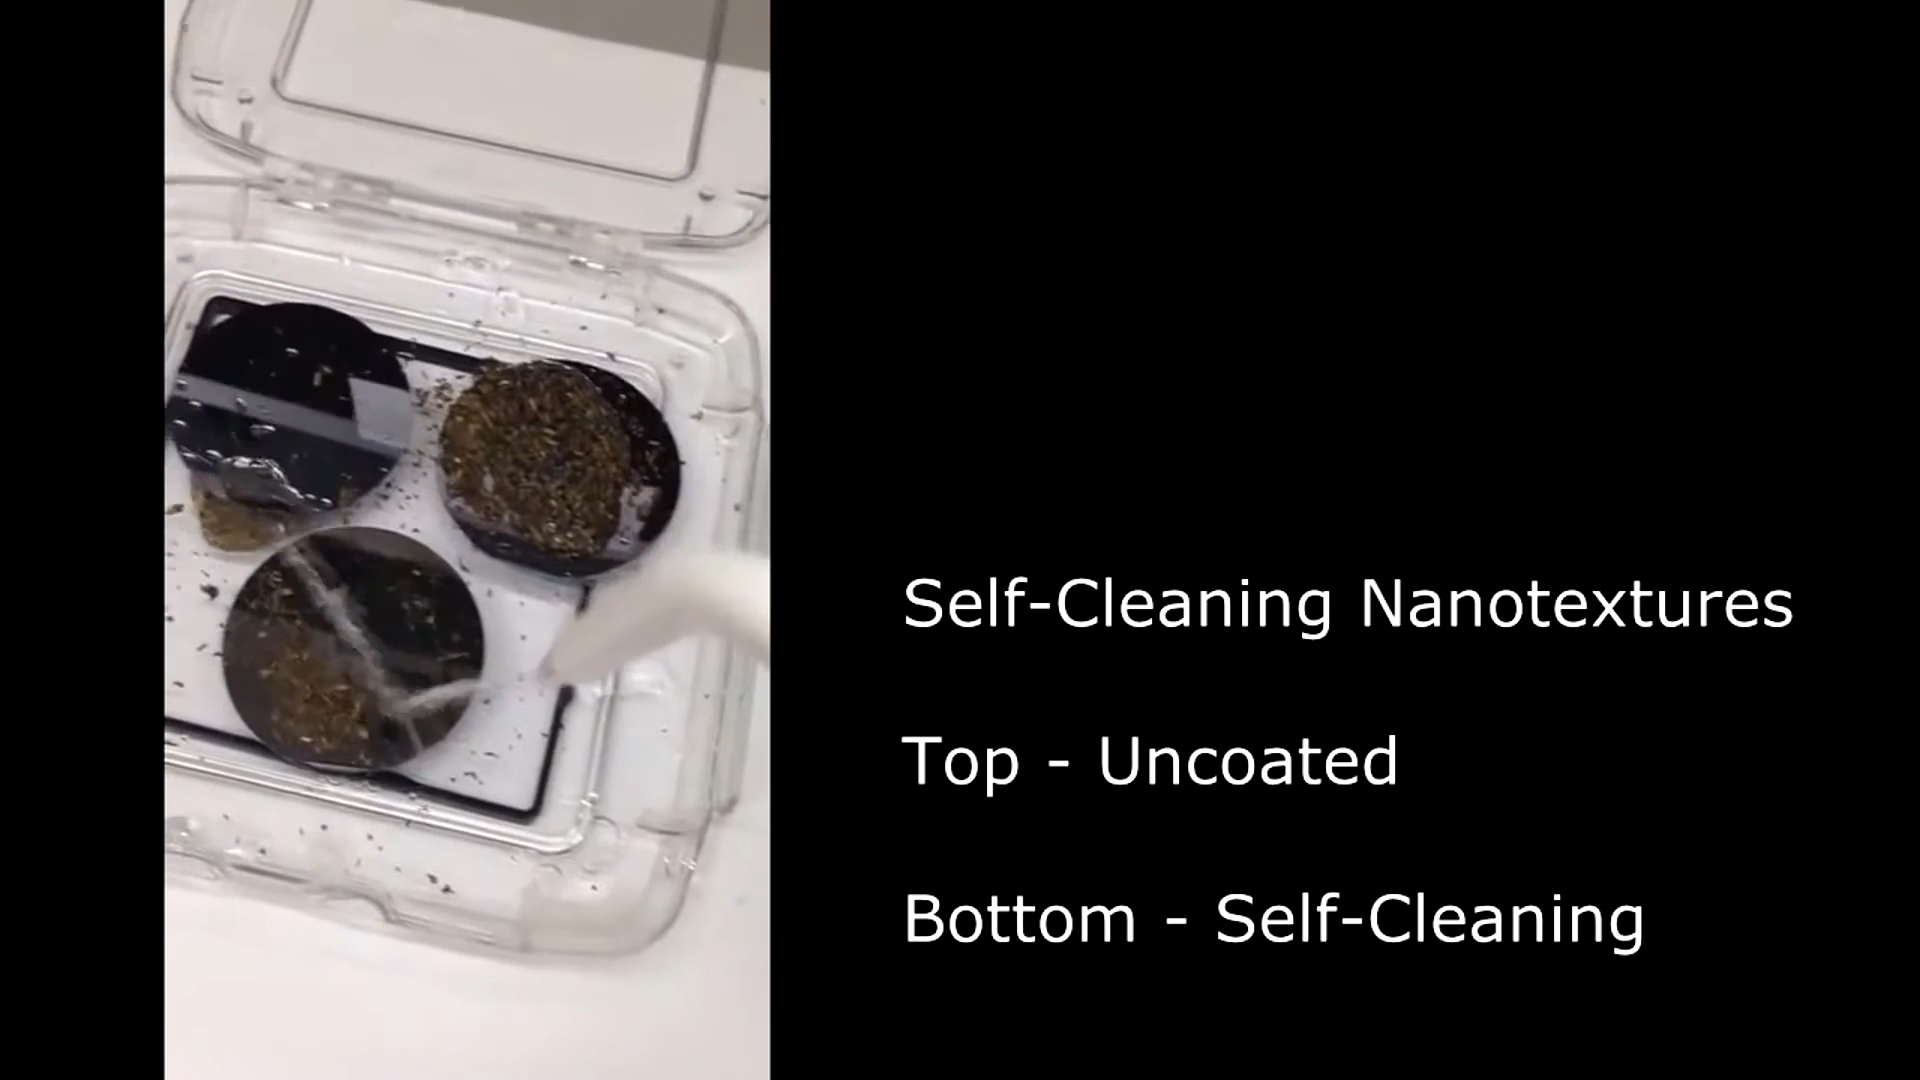 Self-Cleaning Nanotextures
Top - Uncoated
Bottom - Self-Cleaning